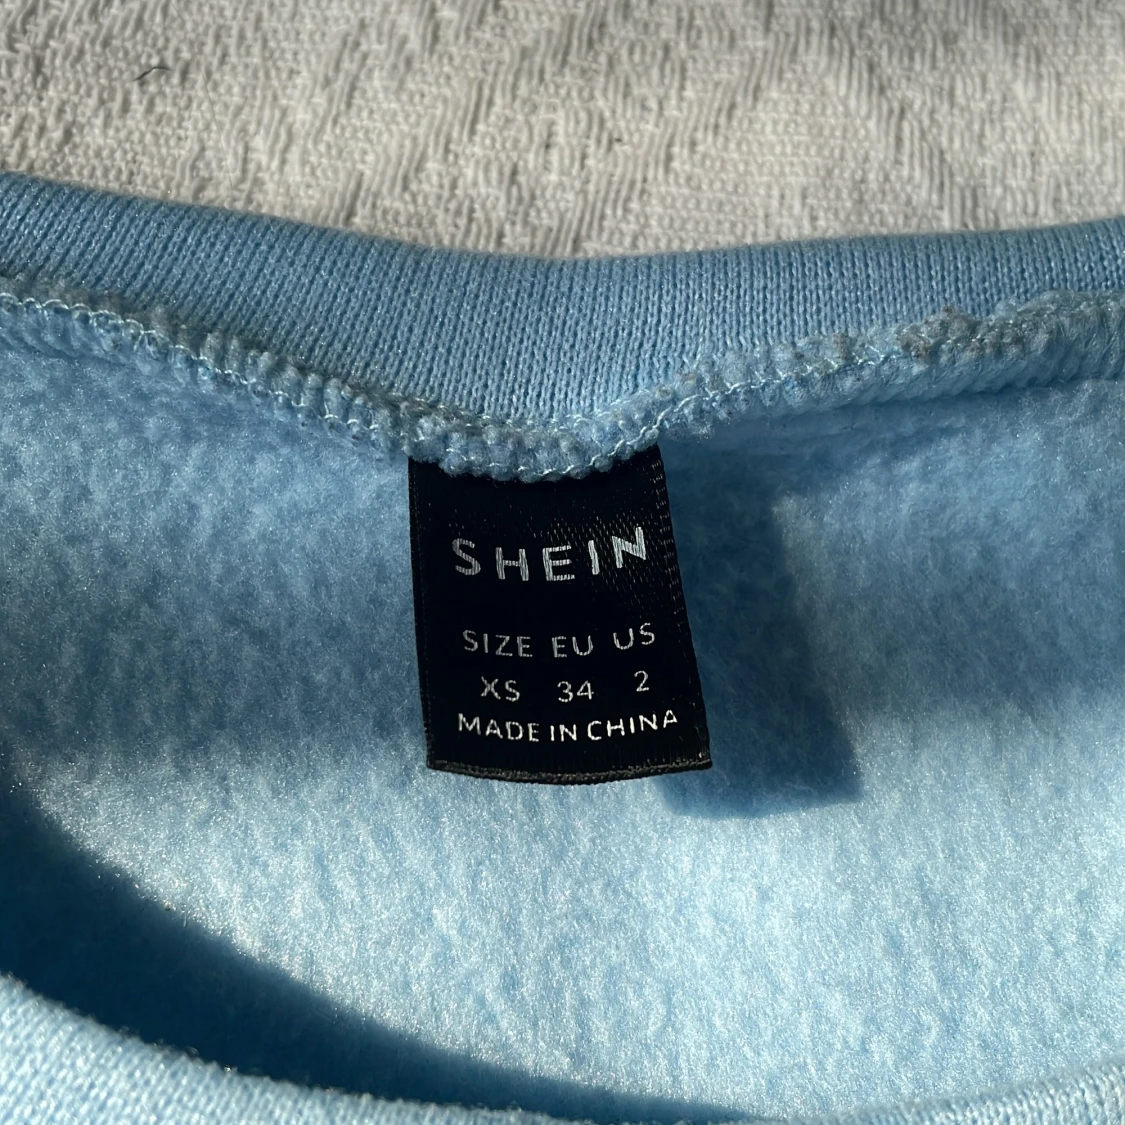 SHEIN
SIZE EU US
XS 34 2
MADE IN CHINA